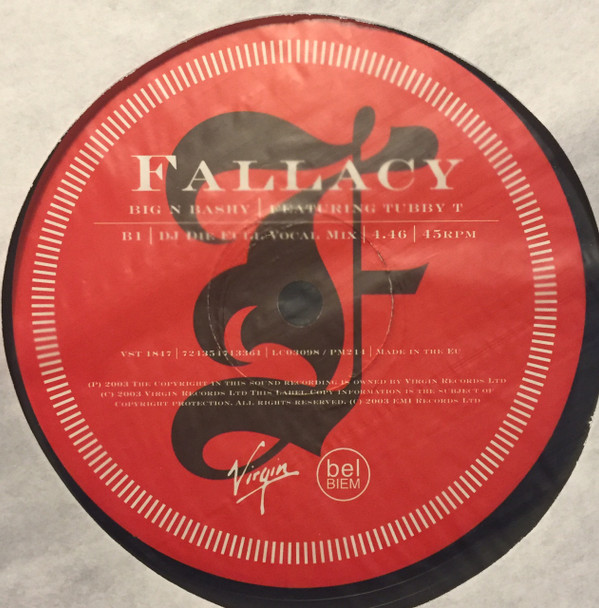 FALLACY
BIG N BASHY | FEATURING TUBBY T
B1 | DJ DIE FULL VOCAL MIX | 4.46 | 45RPM
VST 1847 | 724354713361 | LC03098 / PM214 | MADE IN THE EU
(P) 2003 THE COPYRIGHT IN THIS SOUND RECORDING IS OWNED BY VIRGIN RECORDS LTD
(C) 2003 VIRGIN RECORDS LTD THIS LABEL COPY INFORMATION IS THE SUBJECT OF
COPYRIGHT PROTECTION. ALL RIGHTS RESERVED. (C) 2003 EMI RECORDS LTD
Virgin
bel
BIEM